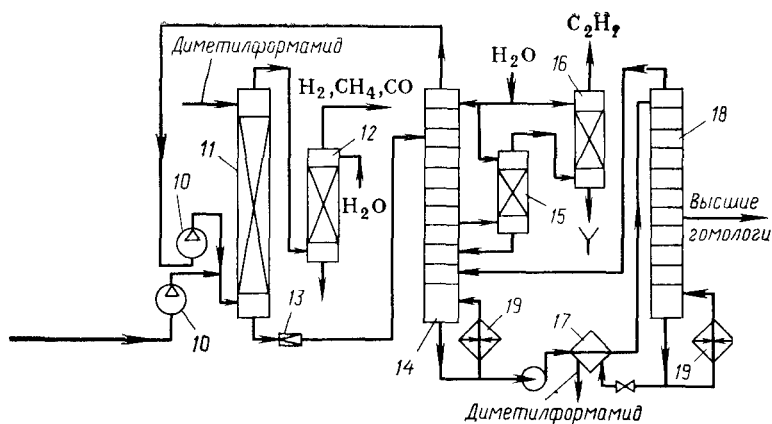 C₂H₂
Диметилформамид
H₂O
16
H₂, CH₄, CO
18
12
11
10
15
H₂O
Высшие
гомологи
13
19
17
10
14
19
Диметилформамид